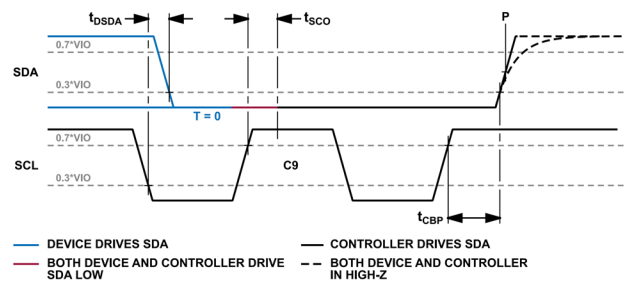 tDSDA
tSCO
P
0.7*VIO
SDA
0.3*VIO
T = 0
0.7*VIO
SCL
C9
0.3*VIO
tCBP
DEVICE DRIVES SDA
CONTROLLER DRIVES SDA
BOTH DEVICE AND CONTROLLER DRIVE
SDA LOW
BOTH DEVICE AND CONTROLLER
IN HIGH-Z